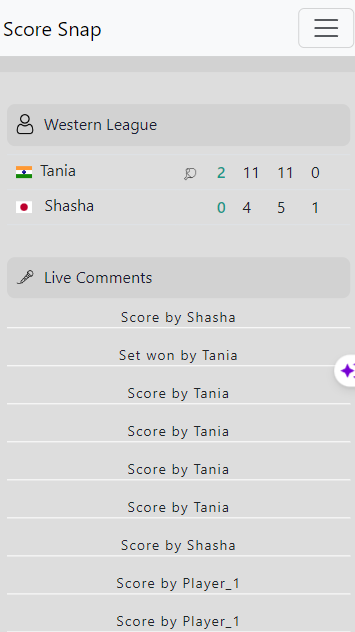 Score Snap
Western League
Tania 2 11 11 0
Shasha 0 4 5 1
Live Comments
Score by Shasha
Set won by Tania
Score by Tania
Score by Tania
Score by Tania
Score by Tania
Score by Shasha
Score by Player_1
Score by Player_1